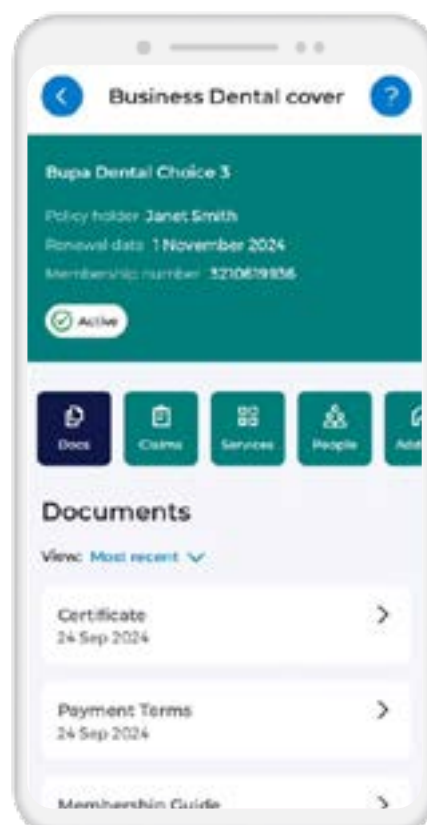 Business Dental cover
?
Bupa Dental Choice 3
Policy holder Janet Smith
Renewal date 1 November 2024
Membership number 3210619936
Active
Docs Claims Services People
Documents
View: Most recent
Certificate
24 Sep 2024
Payment Terms
24 Sep 2024
Membership Guide